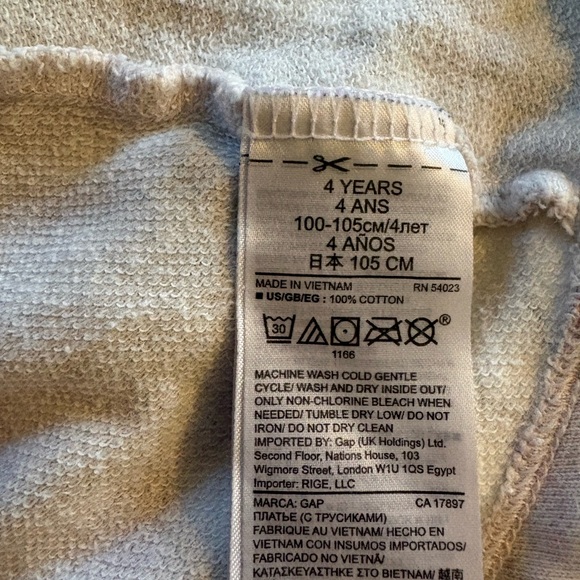 4 YEARS
4 ANS
100-105см/4лет
4 AÑOS
日本 105 CM
MADE IN VIETNAM RN 54023
■ US/GB/EG : 100% COTTON
30 ®
1166
MACHINE WASH COLD GENTLE
CYCLE/ WASH AND DRY INSIDE OUT/
ONLY NON-CHLORINE BLEACH WHEN
NEEDED/ TUMBLE DRY LOW/ DO NOT
IRON/ DO NOT DRY CLEAN
IMPORTED BY: Gap (UK Holdings) Ltd.
Second Floor, Nations House, 103
Wigmore Street, London W1U 1QS Egypt
Importer: RIGE, LLC
MARCA: GAP CA 17897
ПЛАТЬЕ (С ТРУСИКАМИ)
FABRIQUE AU VIETNAM/ HECHO EN
VIETNAM CON INSUMOS IMPORTADOS/
FABRICADO NO VIETNÃ/
ΚΑΤΑΣΚΕΥΑΣΤΗΚΕ ΣΤΟ ΒΙΕΤΝΑΜ/ 越南